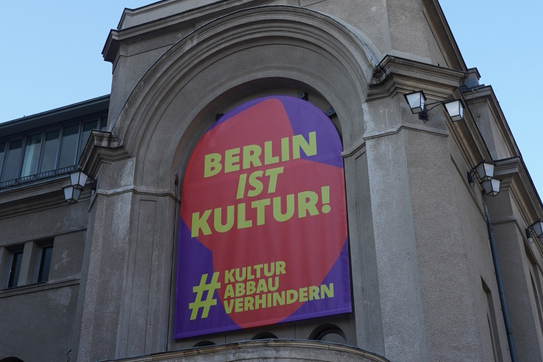 BERLIN
IST
KULTUR!
#KULTUR
ABBAU
VERHINDERN